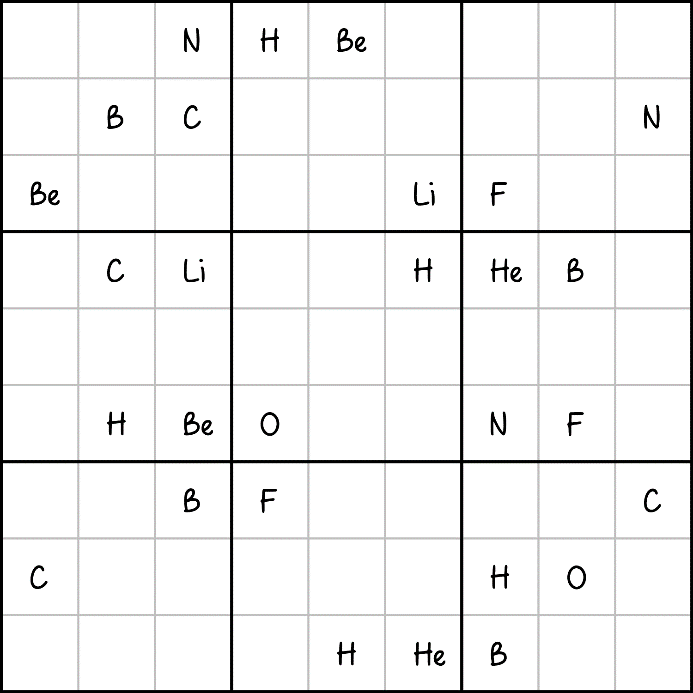 N H Be
B C N
Be Li F
C Li H He B
H Be O N F
B F C
C H O
H He B